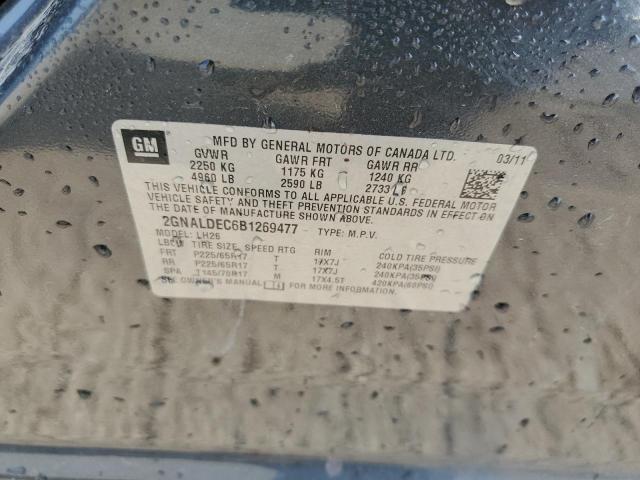 GM
MFD BY GENERAL MOTORS OF CANADA LTD. 03/11
GVWR GAWR FRT GAWR RR
2250 KG 1175 KG 1240 KG
4960 LB 2590 LB 2733 LB
THIS VEHICLE CONFORMS TO ALL APPLICABLE U.S. FEDERAL MOTOR
VEHICLE SAFETY AND THEFT PREVENTION STANDARDS IN EFFECT ON
THE DATE OF MANUFACTURE SHOWN ABOVE.
2GNALDEC6B1269477 TYPE: M.P.V.
MODEL: LH26
TIRE SIZE SPEED RTG RIM COLD TIRE PRESSURE
FRT P225/65R17 T 17X7J 240KPA(35PSI)
RR P225/65R17 T 17X7J 240KPA(35PSI)
SPA T145/70R17 M 17X4.5T 420KPA(60PSI)
SEE OWNER'S MANUAL FOR MORE INFORMATION.